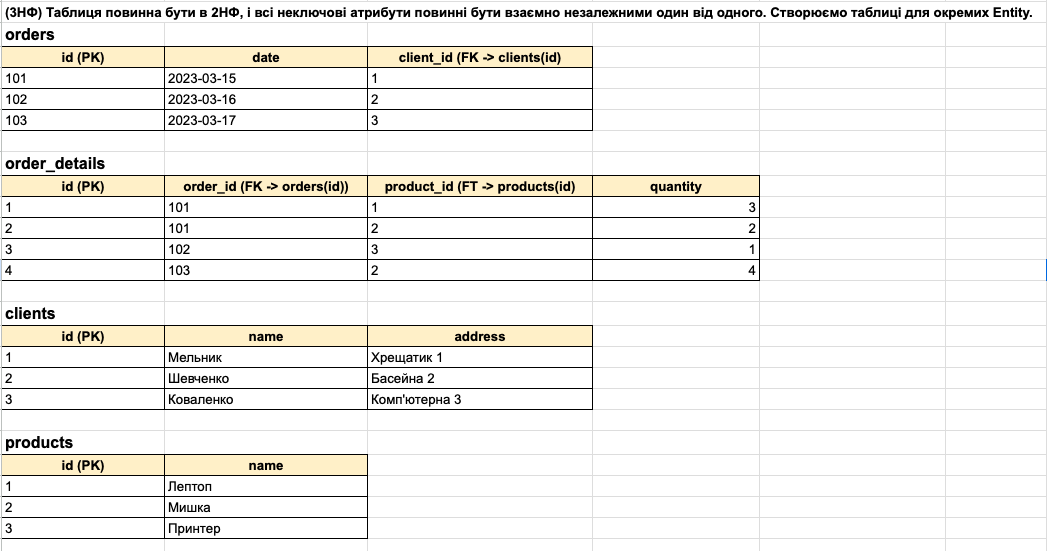 (3НФ) Таблиця повинна бути в 2НФ, і всі неключові атрибути повинні бути взаємно незалежними один від одного. Створюємо таблиці для окремих Entity.
orders
id (PK) date client_id (FK -> clients(id)
101 2023-03-15 1
102 2023-03-16 2
103 2023-03-17 3
order_details
id (PK) order_id (FK -> orders(id)) product_id (FT -> products(id) quantity
1 101 1 3
2 101 2 2
3 102 3 1
4 103 2 4
clients
id (PK) name address
1 Мельник Хрещатик 1
2 Шевченко Басейна 2
3 Коваленко Комп'ютерна 3
products
id (PK) name
1 Лептоп
2 Мишка
3 Принтер